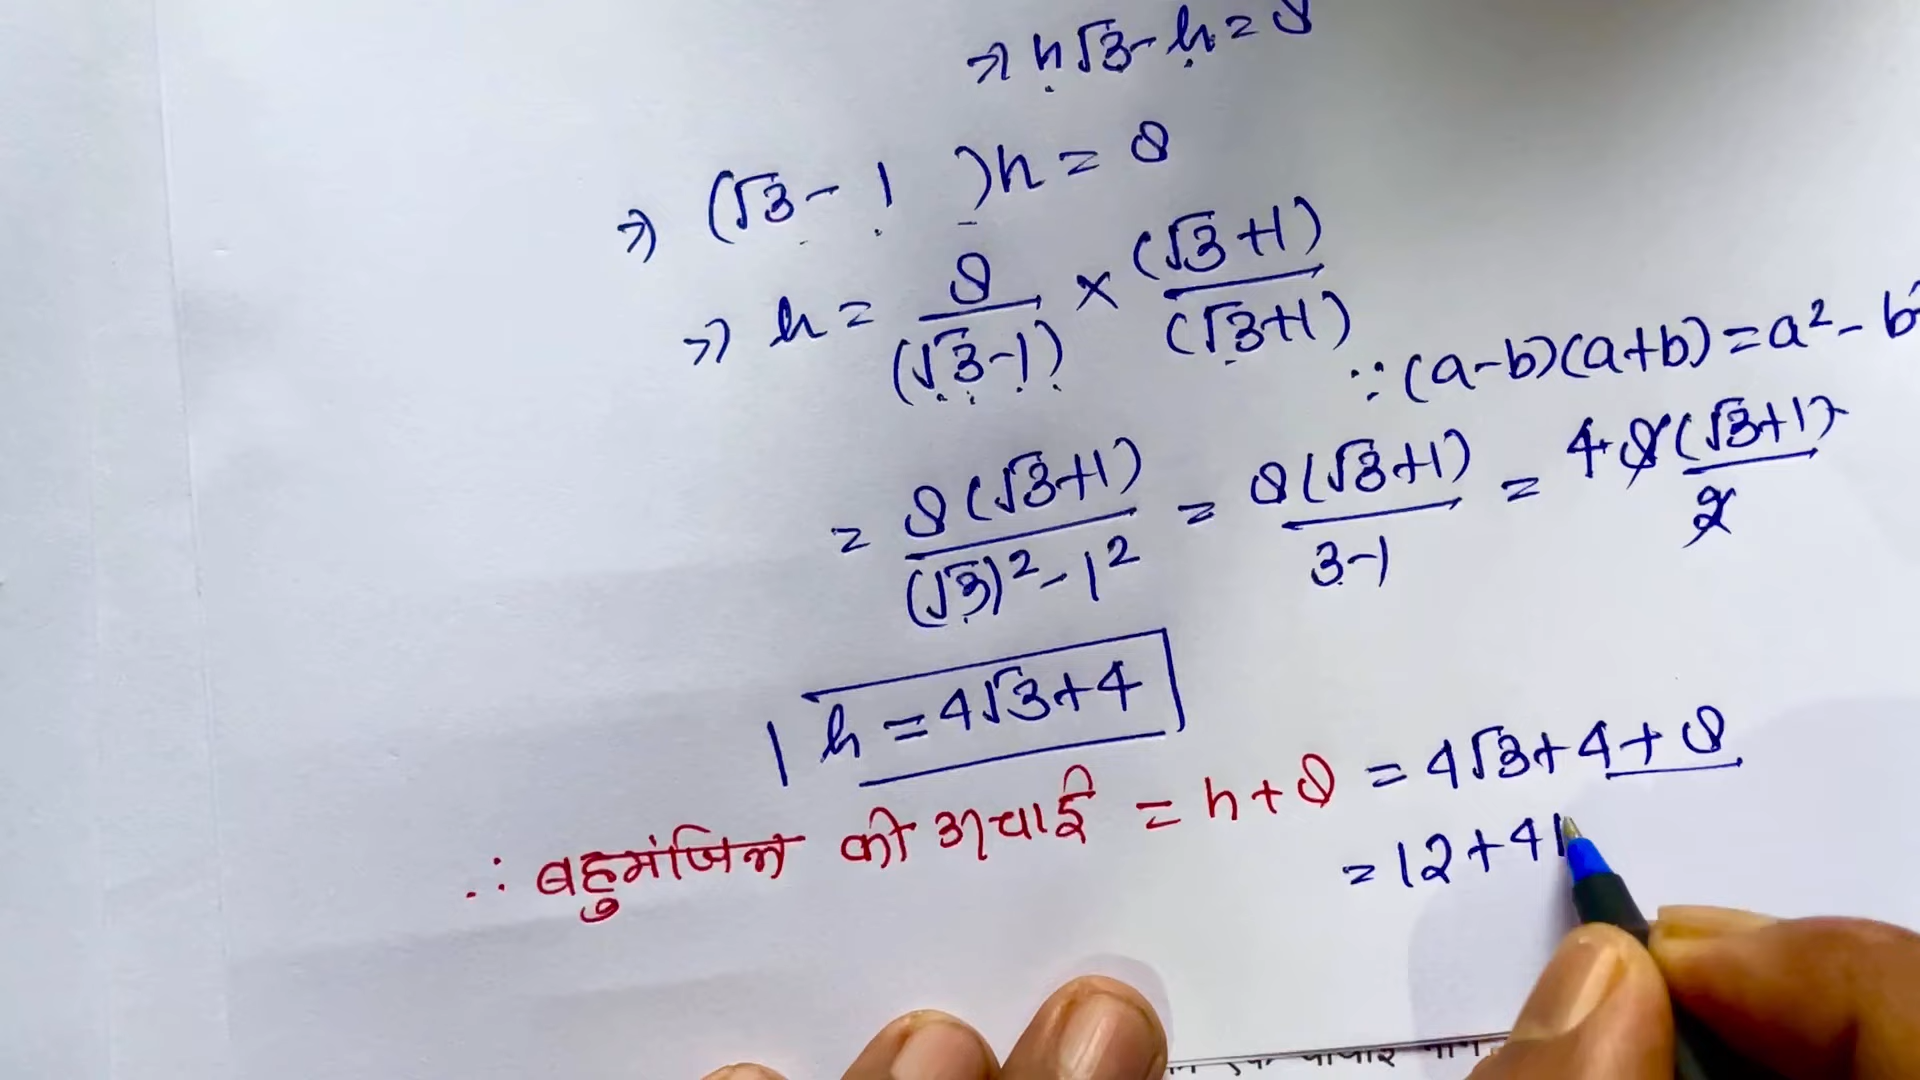 ⇒ h√3 - h = 8
⇒ (√3 - 1 )h = 8
⇒ h = 8/(√3-1) × (√3+1)/(√3+1)
∵ (a-b)(a+b) = a² - b²
= 8(√3+1)/((√3)² - 1²) = 8(√3+1)/(3-1) = 4 8(√3+1)/2
h = 4√3+4
∴ बहुमंजिल की ऊचाई = h+8 = 4√3+4+8
= 12+4